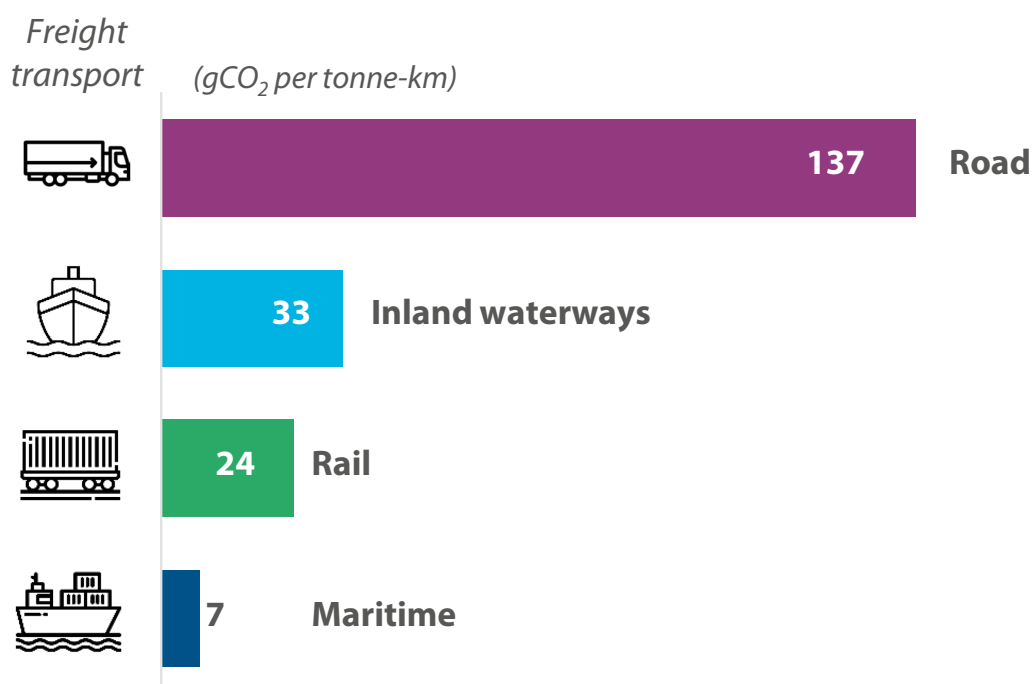 Freight
transport
(gCO₂ per tonne-km)
137 Road
33 Inland waterways
24 Rail
7 Maritime